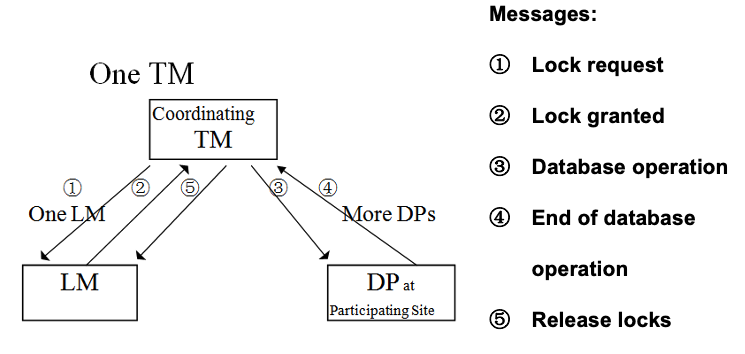 One TM
Coordinating
TM
① ② ⑤ ③ ④
One LM
More DPs
LM
DP at
Participating Site
Messages:
① Lock request
② Lock granted
③ Database operation
④ End of database
operation
⑤ Release locks